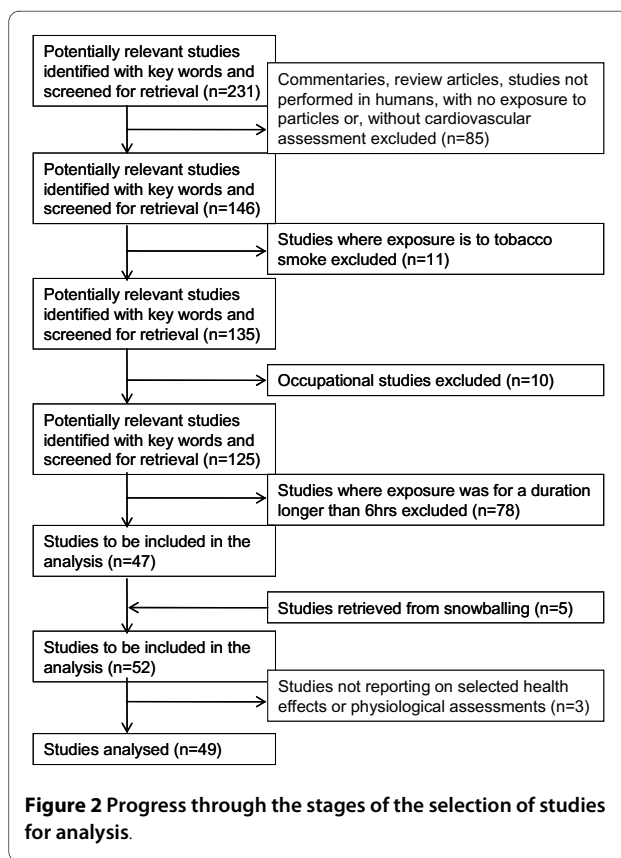 Potentially relevant studies
identified with key words and
screened for retrieval (n=231)
Commentaries, review articles, studies not
performed in humans, with no exposure to
particles or, without cardiovascular
assessment excluded (n=85)
Potentially relevant studies
identified with key words and
screened for retrieval (n=146)
Studies where exposure is to tobacco
smoke excluded (n=11)
Potentially relevant studies
identified with key words and
screened for retrieval (n=135)
Occupational studies excluded (n=10)
Potentially relevant studies
identified with key words and
screened for retrieval (n=125)
Studies where exposure was for a duration
longer than 6hrs excluded (n=78)
Studies to be included in the
analysis (n=47)
Studies retrieved from snowballing (n=5)
Studies to be included in the
analysis (n=52)
Studies not reporting on selected health
effects or physiological assessments (n=3)
Studies analysed (n=49)
Figure 2 Progress through the stages of the selection of studies
for analysis.